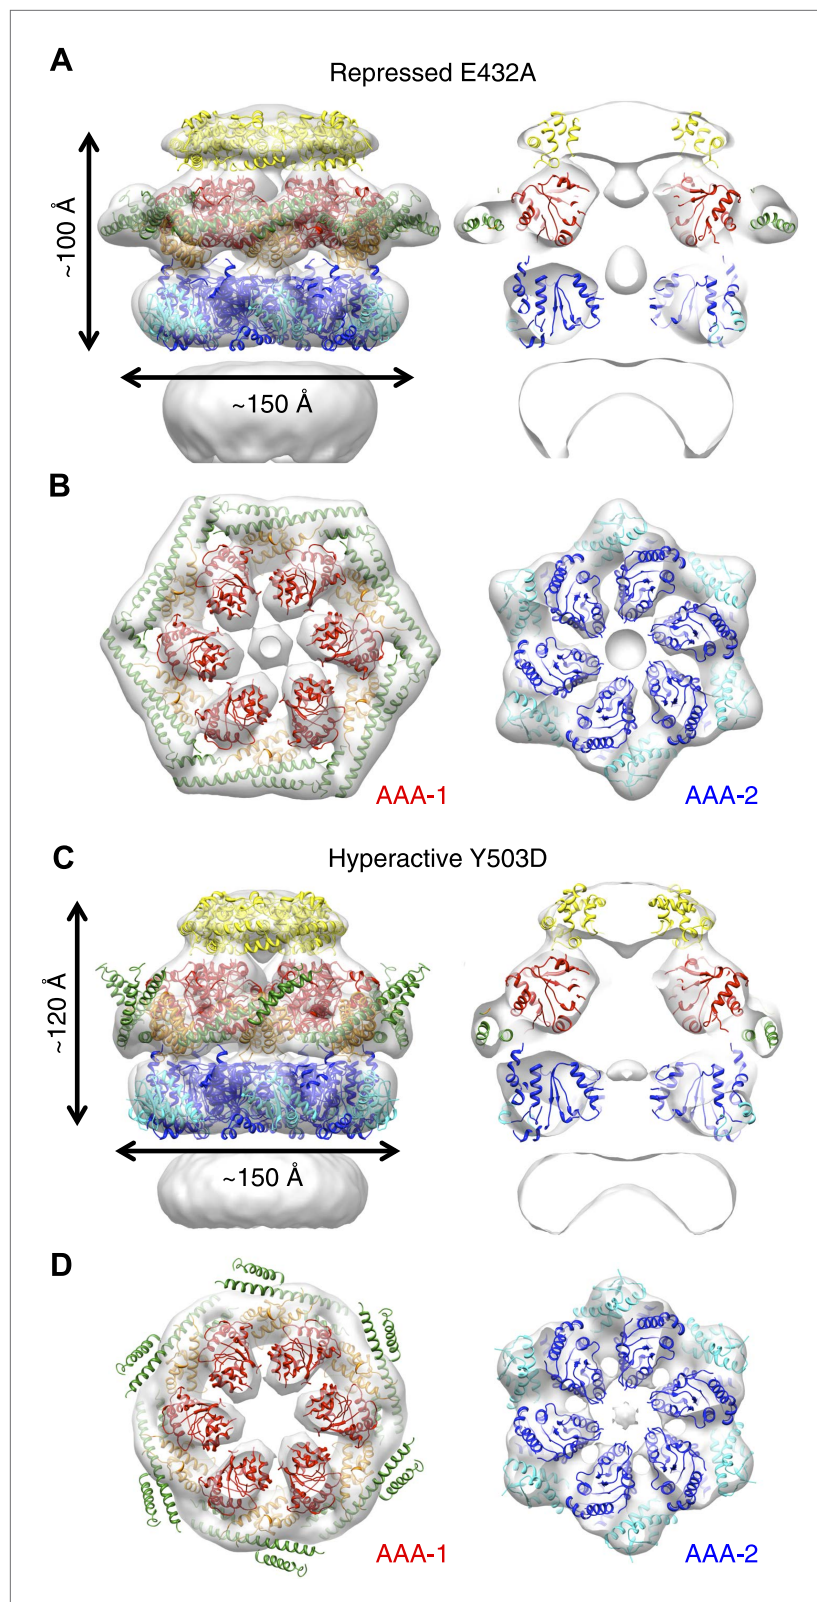 A
Repressed E432A
~100 Å
~150 Å
B
AAA-1
AAA-2
C
Hyperactive Y503D
~120 Å
~150 Å
D
AAA-1
AAA-2